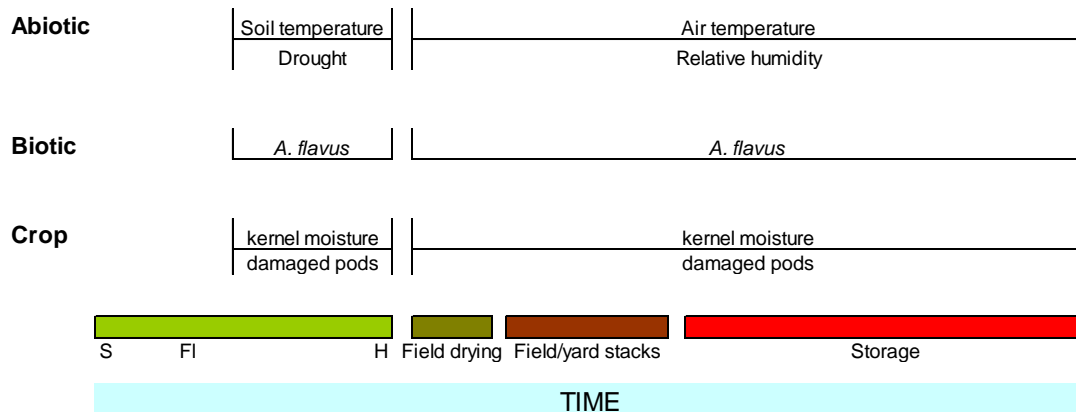 Abiotic
Soil temperature
Air temperature
Drought
Relative humidity
Biotic
A. flavus
A. flavus
Crop
kernel moisture
kernel moisture
damaged pods
damaged pods
S Fl H Field drying Field/yard stacks Storage
TIME